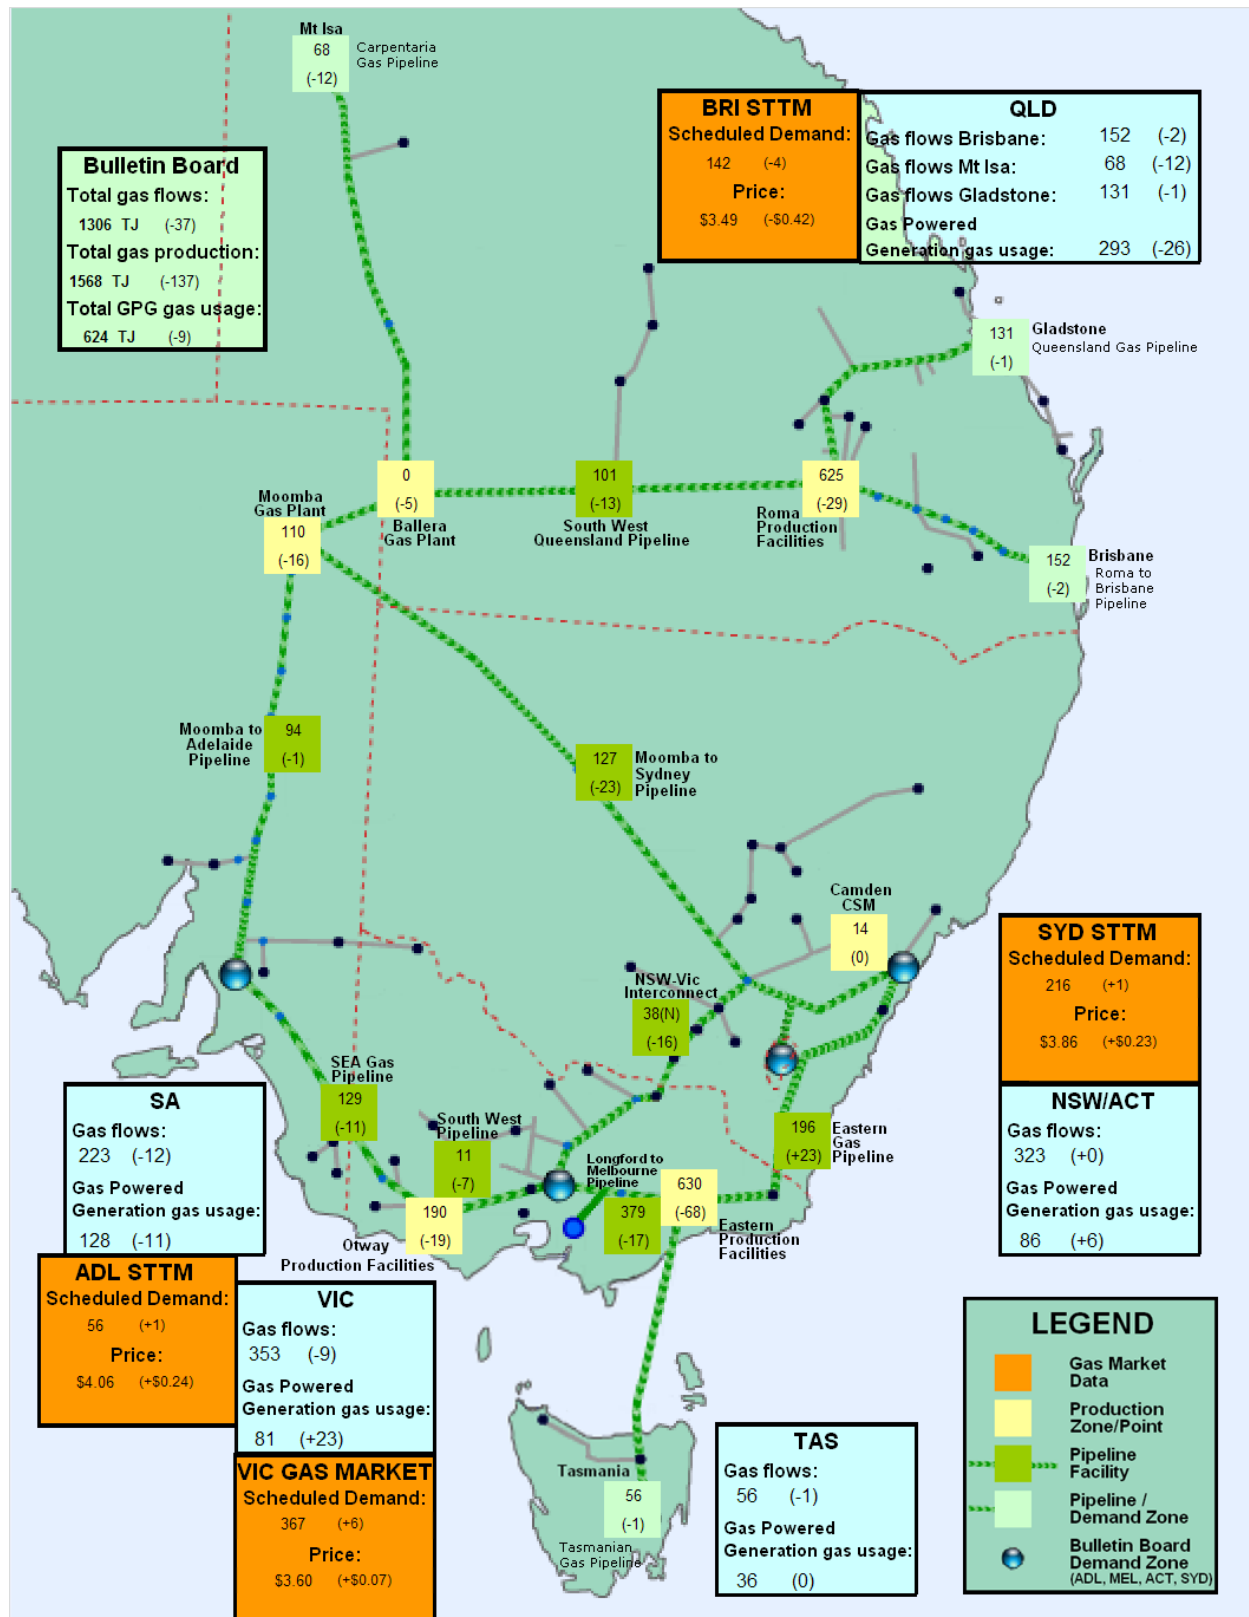 Mt Isa
68
(-12)
Carpentaria
Gas Pipeline
BRI STTM
Scheduled Demand:
142 (-4)
Price:
$3.49 (-$0.42)
QLD
Gas flows Brisbane: 152 (-2)
Gas flows Mt Isa: 68 (-12)
Gas flows Gladstone: 131 (-1)
Gas Powered
Generation gas usage: 293 (-26)
Bulletin Board
Total gas flows:
1306 TJ (-37)
Total gas production:
1568 TJ (-137)
Total GPG gas usage:
624 TJ (-9)
131
(-1)
Gladstone
Queensland Gas Pipeline
0
(-5)
Ballera
Gas Plant
101
(-13)
South West
Queensland Pipeline
625
(-29)
Roma
Production
Facilities
Moomba
Gas Plant
110
(-16)
152
(-2)
Brisbane
Roma to
Brisbane
Pipeline
Moomba to
Adelaide
Pipeline
94
(-1)
127
(-23)
Moomba to
Sydney
Pipeline
Camden
CSM
14
(0)
NSW-Vic
Interconnect
38(N)
(-16)
SYD STTM
Scheduled Demand:
216 (+1)
Price:
$3.86 (+$0.23)
NSW/ACT
Gas flows:
323 (+0)
Gas Powered
Generation gas usage:
86 (+6)
SEA Gas
Pipeline
129
(-11)
South West
Pipeline
11
(-7)
Longford to
Melbourne
Pipeline
379
(-17)
630
(-68)
Eastern
Production
Facilities
196
(+23)
Eastern
Gas
Pipeline
190
(-19)
Otway
Production Facilities
SA
Gas flows:
223 (-12)
Gas Powered
Generation gas usage:
128 (-11)
ADL STTM
Scheduled Demand:
56 (+1)
Price:
$4.06 (+$0.24)
VIC
Gas flows:
353 (-9)
Gas Powered
Generation gas usage:
81 (+23)
VIC GAS MARKET
Scheduled Demand:
367 (+6)
Price:
$3.60 (+$0.07)
Tasmania
56
(-1)
Tasmanian
Gas Pipeline
TAS
Gas flows:
56 (-1)
Gas Powered
Generation gas usage:
36 (0)
LEGEND
Gas Market
Data
Production
Zone/Point
Pipeline
Facility
Pipeline /
Demand Zone
Bulletin Board
Demand Zone
(ADL, MEL, ACT, SYD)